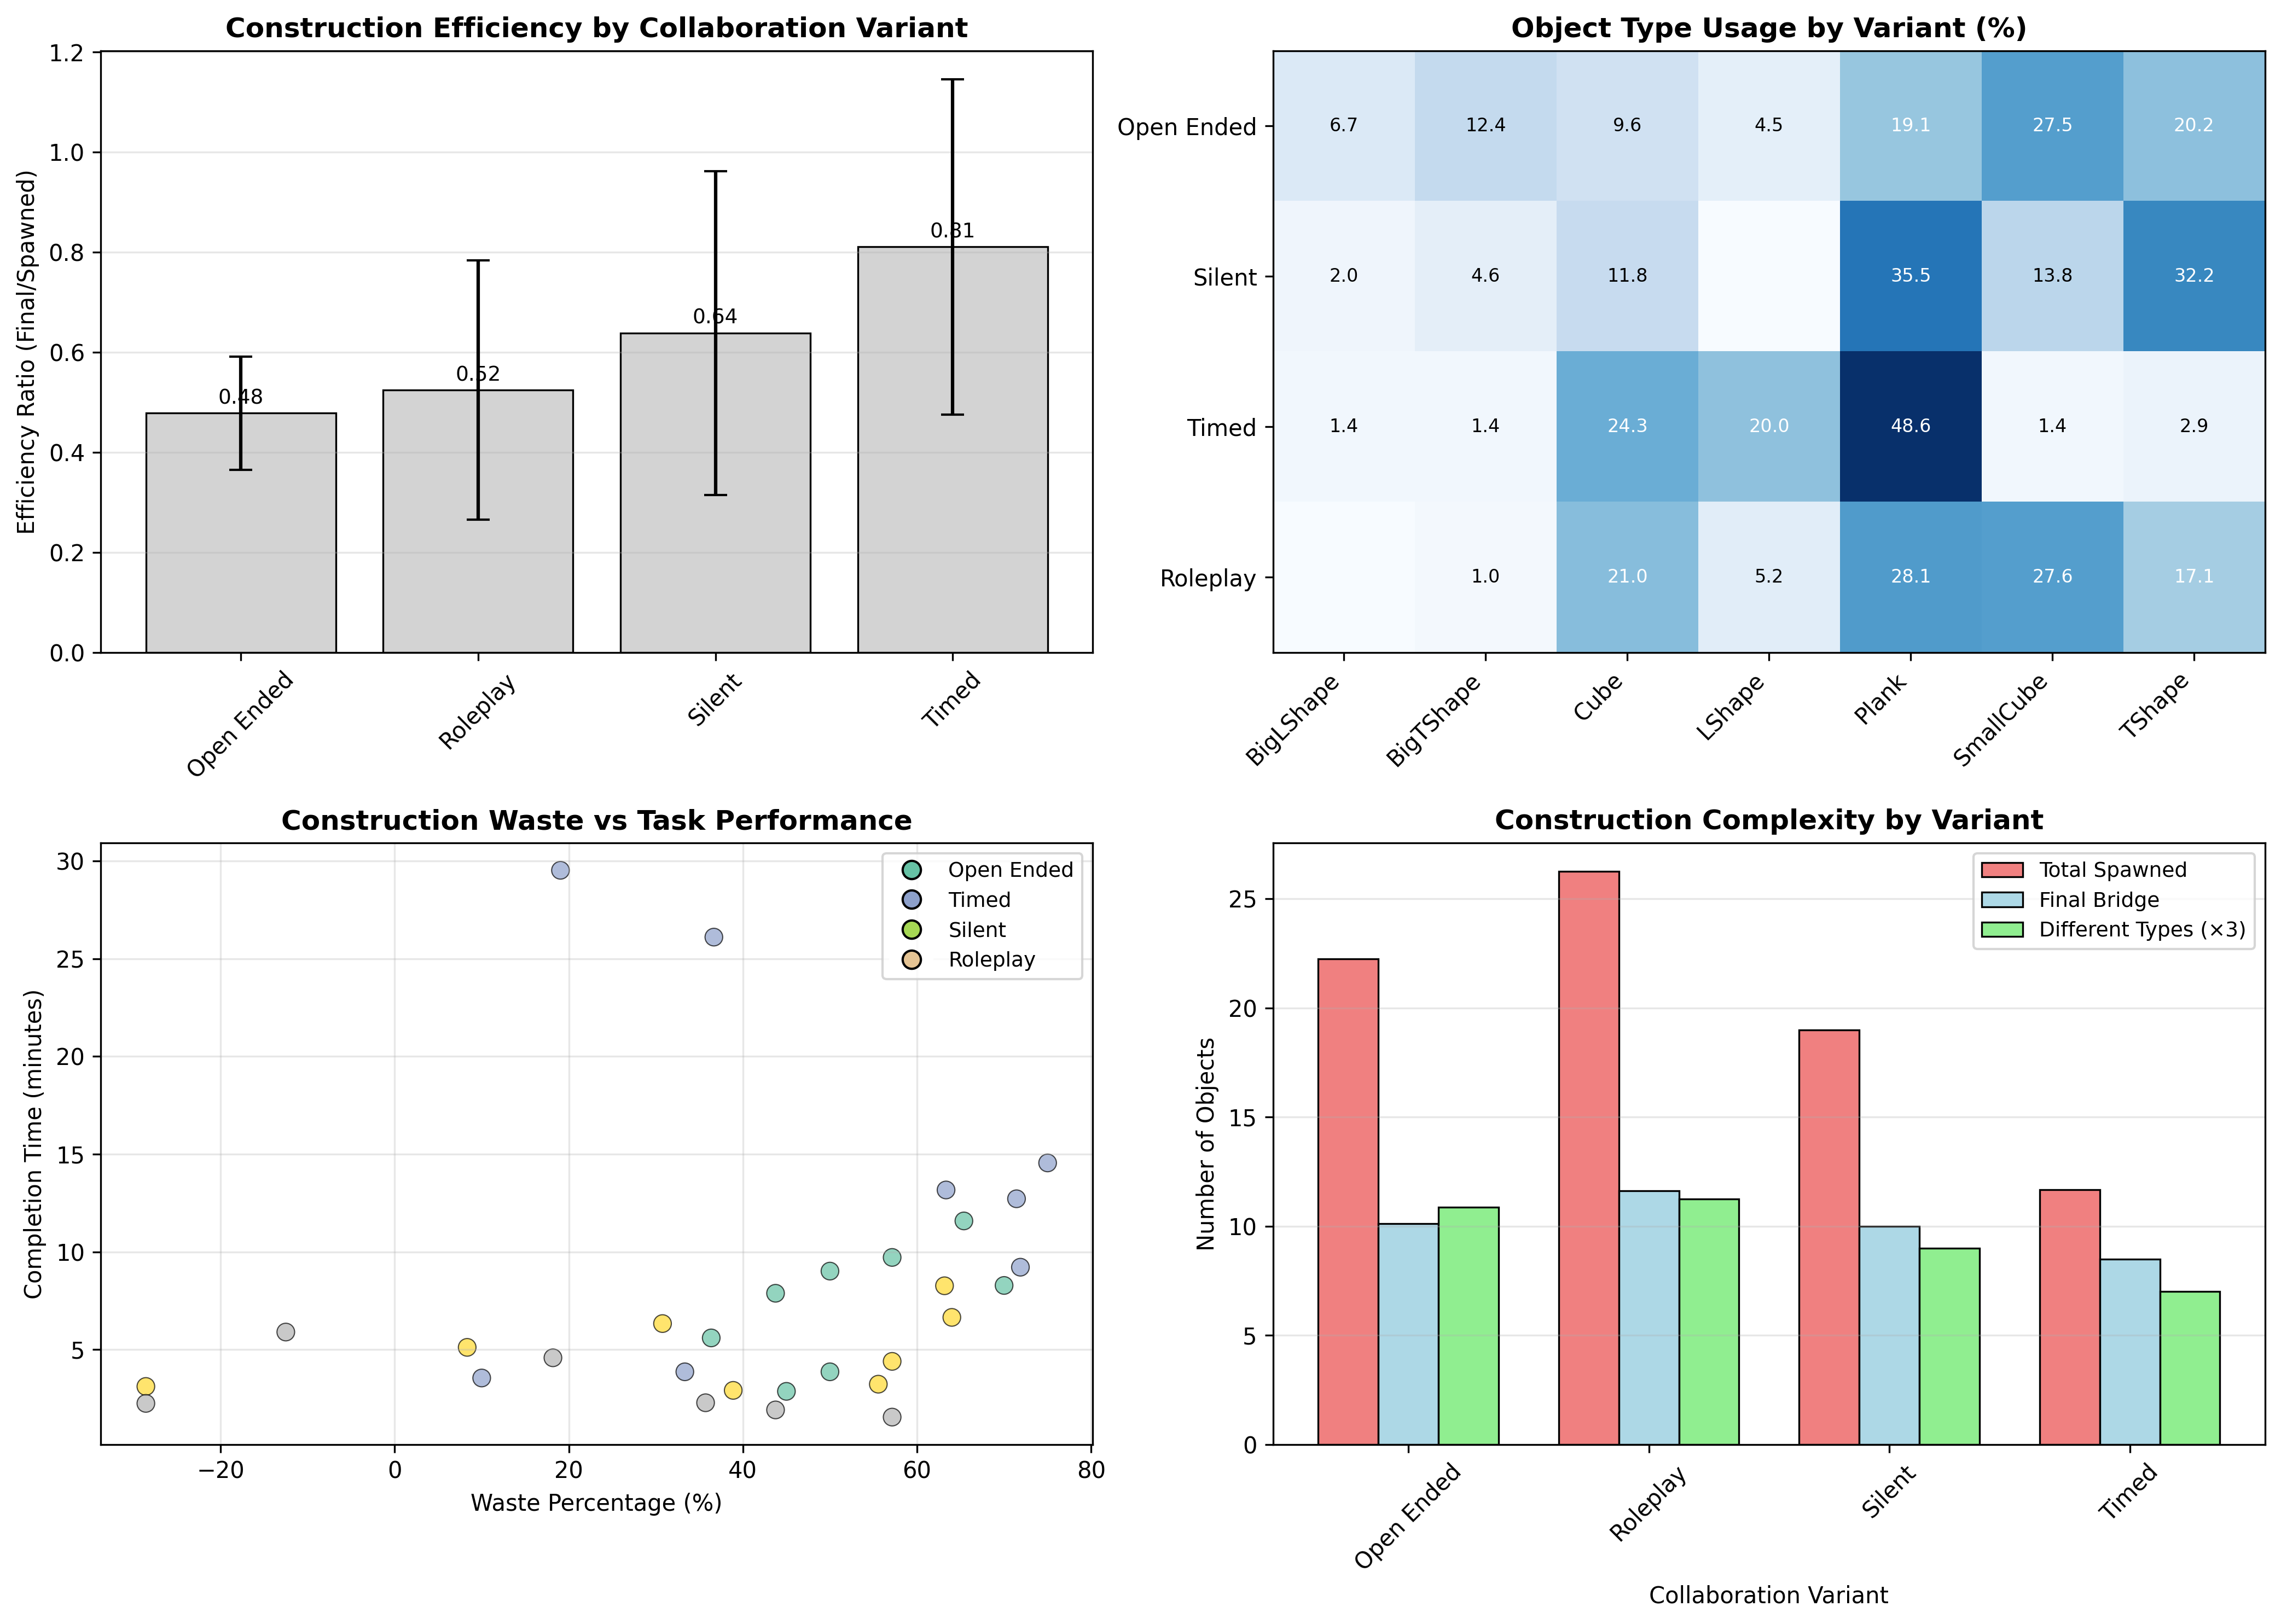 Construction Efficiency by Collaboration Variant
Efficiency Ratio (Final/Spawned)
1.2
1.0
0.8
0.6
0.4
0.2
0.0
0.48
0.52
0.64
0.81
Open Ended
Roleplay
Silent
Timed
Object Type Usage by Variant (%)
Open Ended 6.7 12.4 9.6 4.5 19.1 27.5 20.2
Silent 2.0 4.6 11.8 35.5 13.8 32.2
Timed 1.4 1.4 24.3 20.0 48.6 1.4 2.9
Roleplay 1.0 21.0 5.2 28.1 27.6 17.1
BigLShape
BigTShape
Cube
LShape
Plank
SmallCube
TShape
Construction Waste vs Task Performance
Completion Time (minutes)
30
25
20
15
10
5
Open Ended
Timed
Silent
Roleplay
−20 0 20 40 60 80
Waste Percentage (%)
Construction Complexity by Variant
Number of Objects
25
20
15
10
5
0
Total Spawned
Final Bridge
Different Types (×3)
Open Ended
Roleplay
Silent
Timed
Collaboration Variant